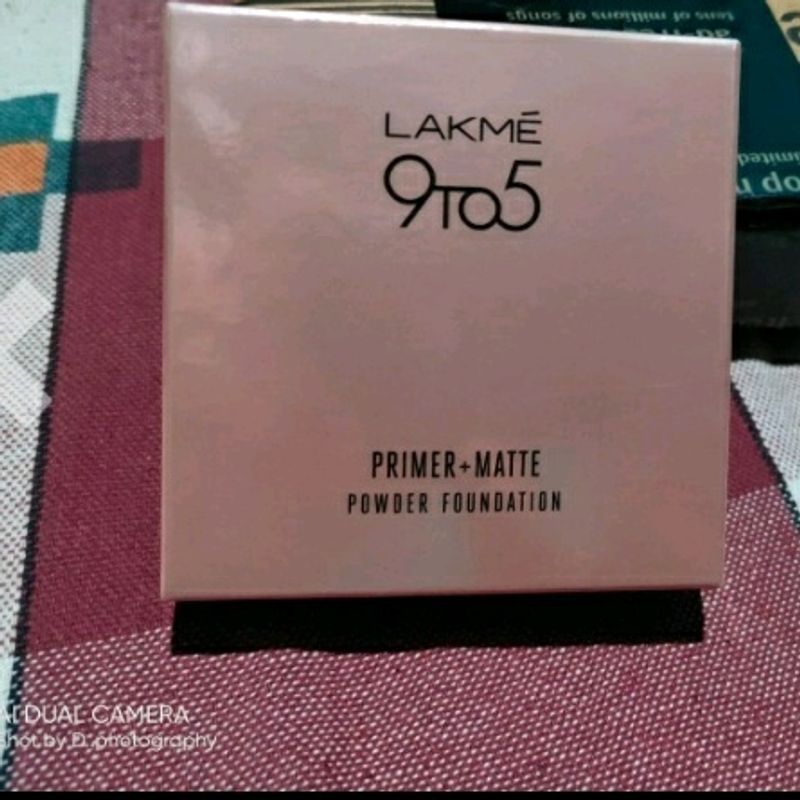 tens of millions of songs
LAKMÉ
9TO5
PRIMER+MATTE
POWDER FOUNDATION
AI DUAL CAMERA
shot by D..photography